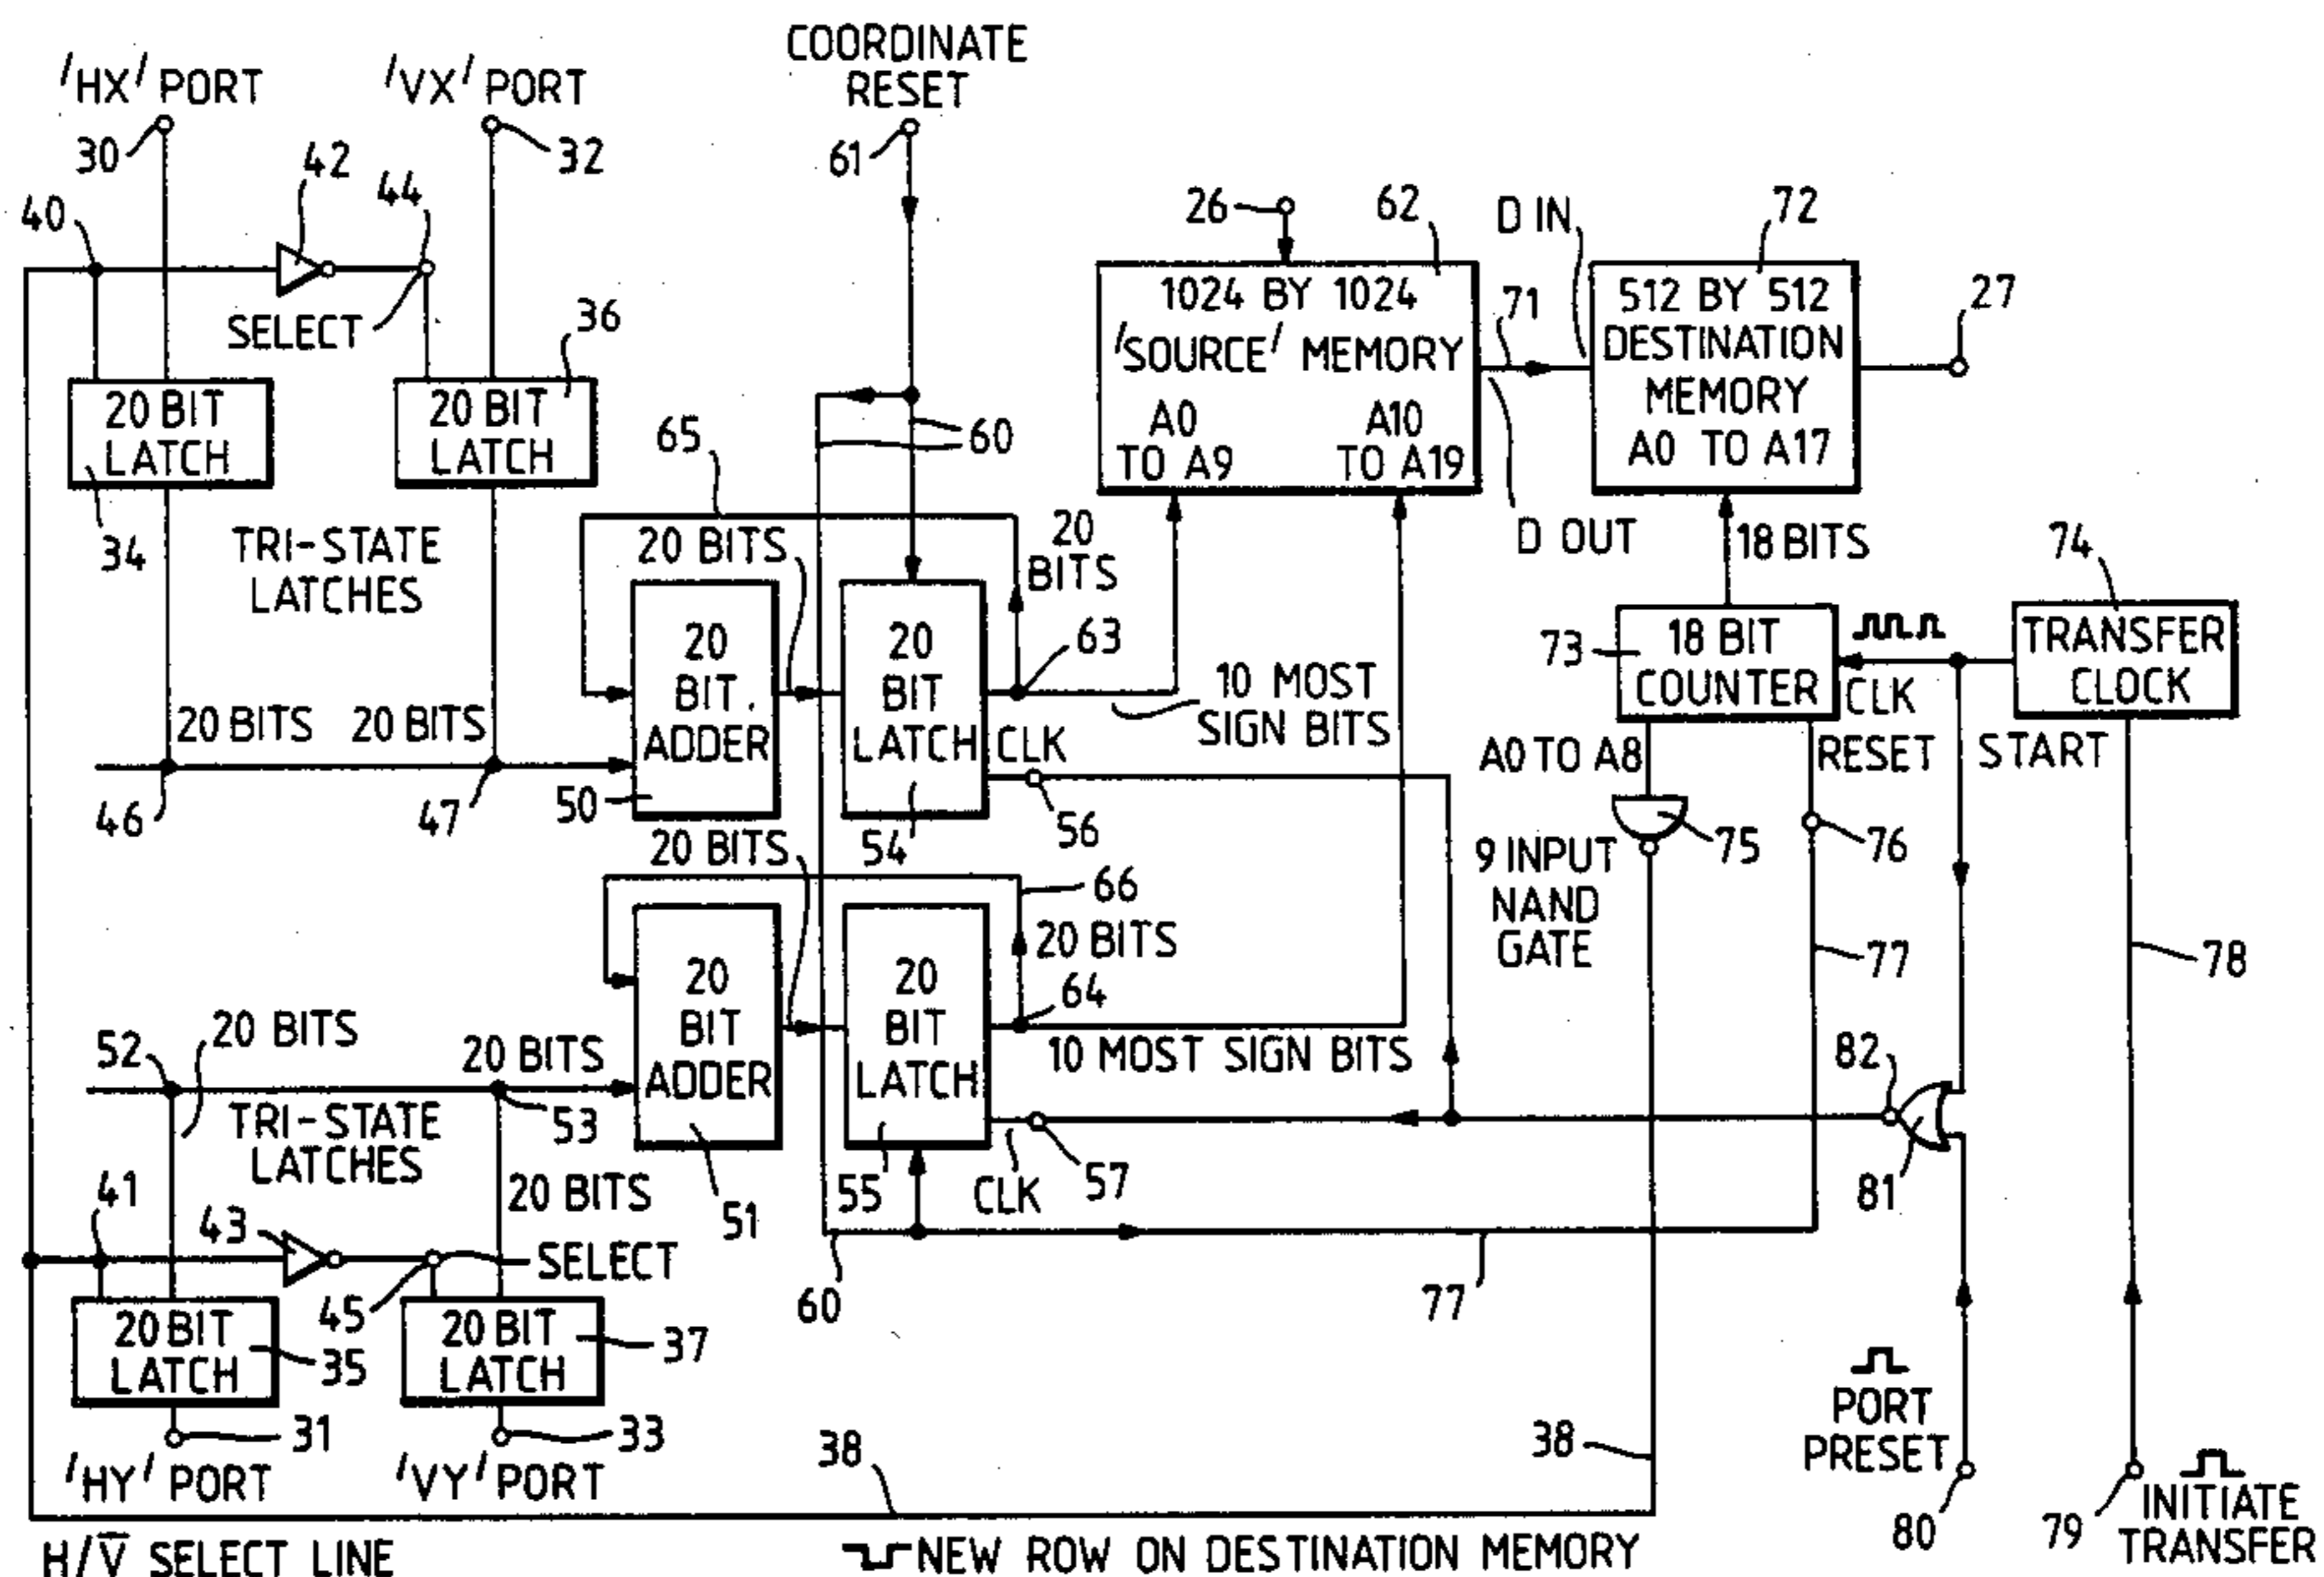 COORDINATE
RESET
'HX' PORT
'VX' PORT
30
32
61
42
44
40
26
62
D IN
72
27
SELECT
36
20 BIT
LATCH
20 BIT
LATCH
1024 BY 1024
'SOURCE' MEMORY
A0
TO A9
A10
TO A19
71
512 BY 512
DESTINATION
MEMORY
A0 TO A17
65
60
34
TRI-STATE
LATCHES
20 BITS
20
BITS
D OUT
18 BITS
74
20
BIT
ADDER
20
BIT
LATCH
63
73
18 BIT
COUNTER
TRANSFER
CLOCK
CLK
20 BITS
20 BITS
10 MOST
SIGN BITS
CLK
A0 TO A8
RESET
START
46
47
50
54
56
75
76
20 BITS
9 INPUT
NAND
GATE
66
20 BITS
77
78
20
BIT
ADDER
20
BIT
LATCH
64
52
20 BITS
20 BITS
10 MOST SIGN BITS
82
53
TRI-STATE
LATCHES
41
43
20 BITS
51
55
CLK
57
81
SELECT
45
60
77
20 BIT
LATCH
35
20 BIT
LATCH
37
31
33
38
38
PORT
PRESET
'HY' PORT
'VY' PORT
80
79
INITIATE
TRANSFER
H/V̅ SELECT LINE
NEW ROW ON DESTINATION MEMORY